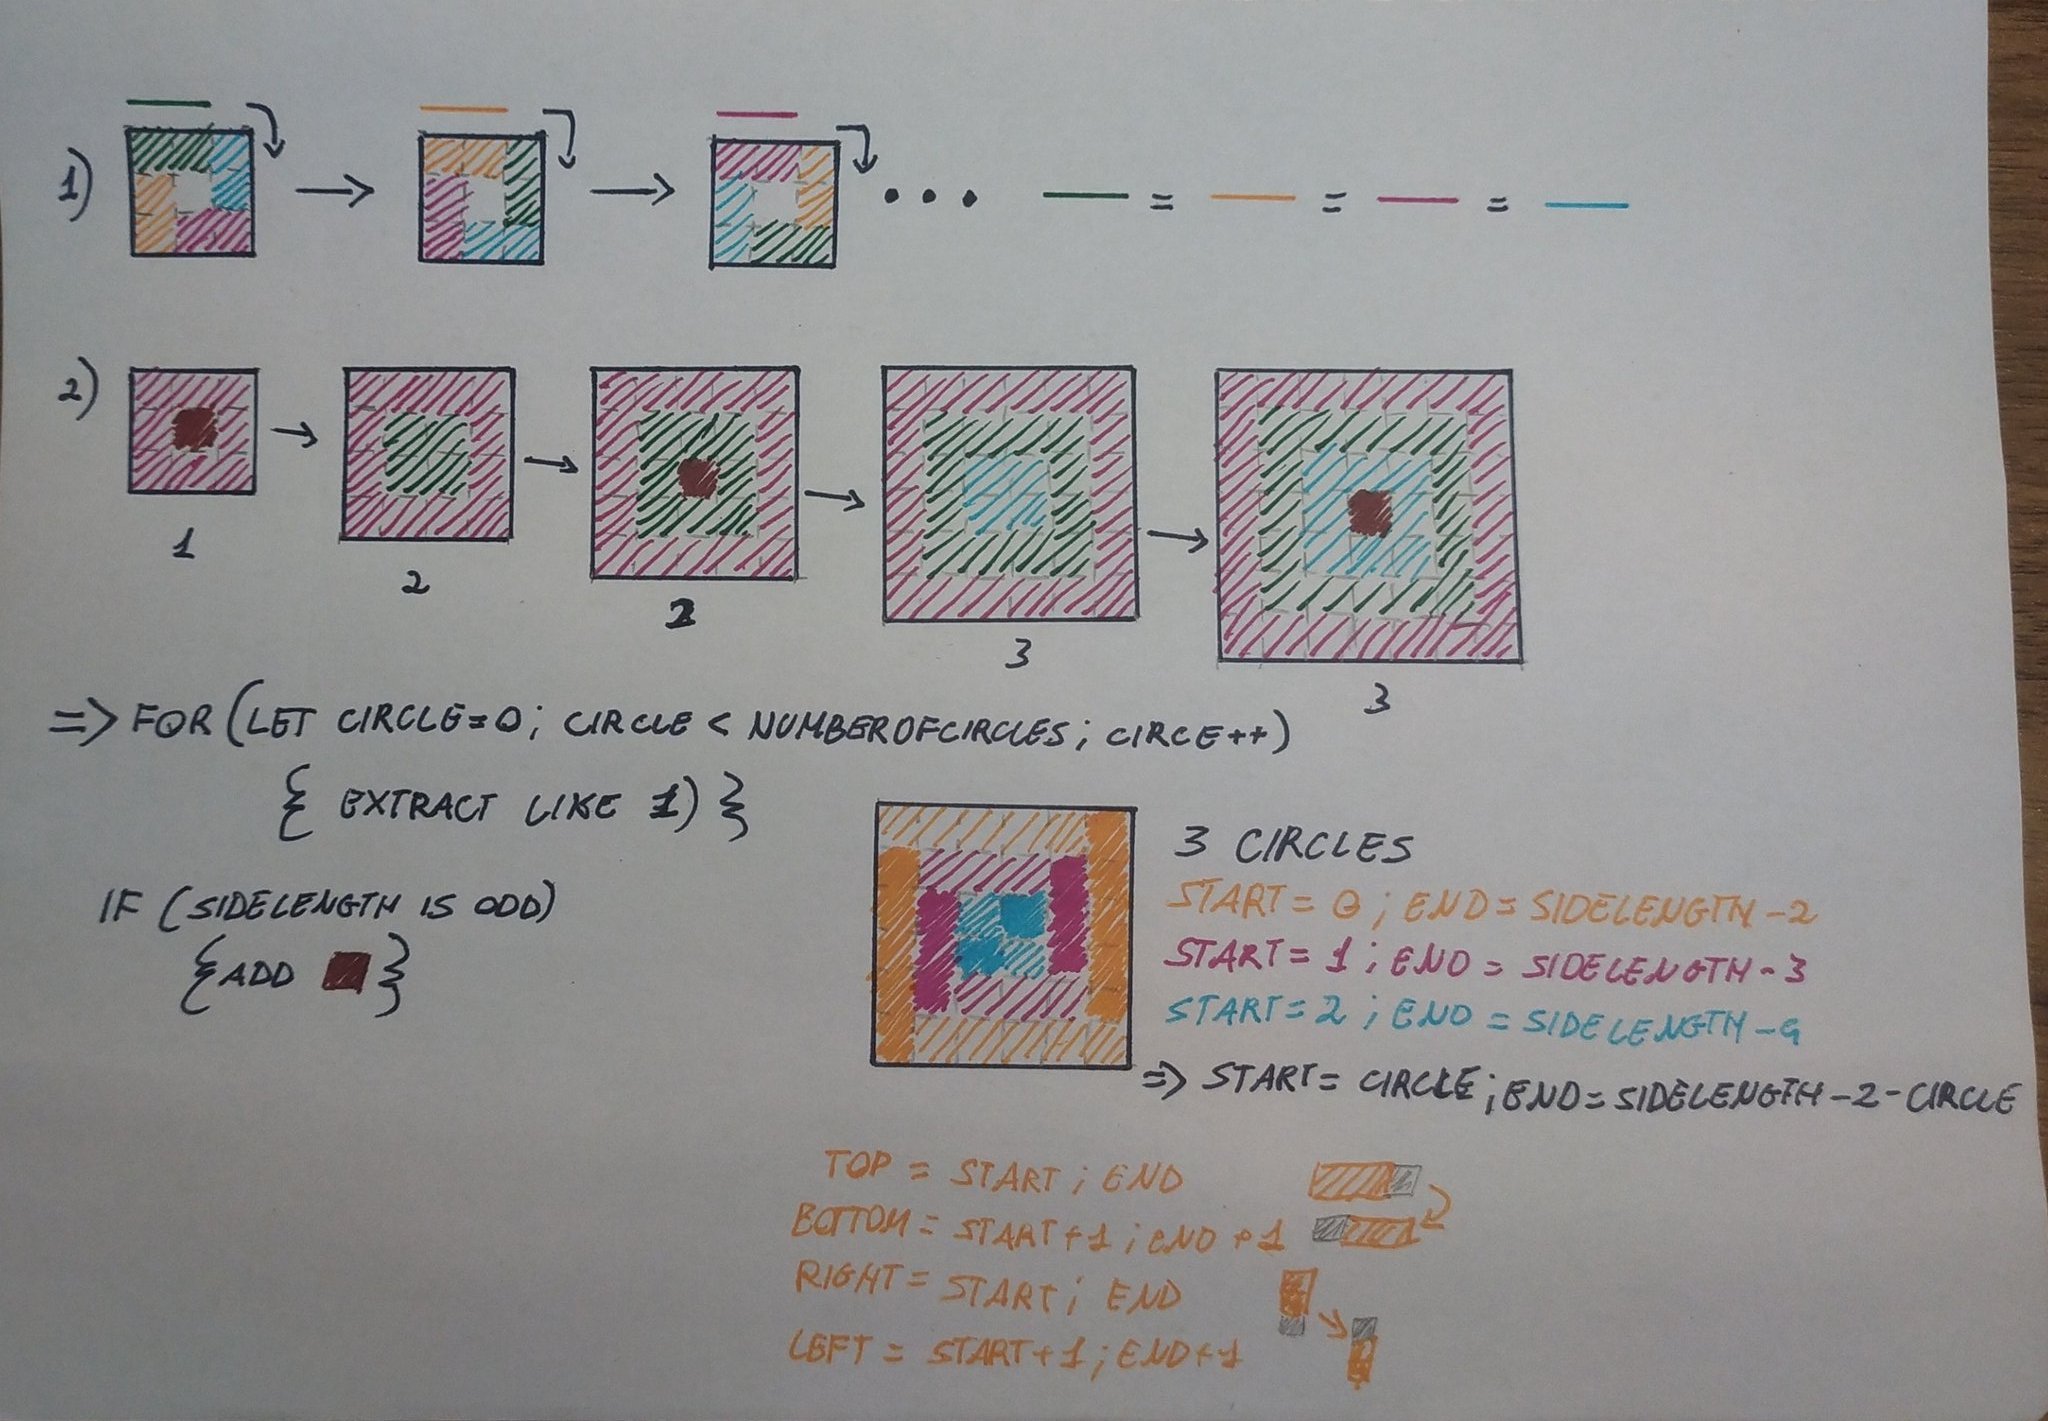 1)
= = =
2)
1
2
2
3
3
=> FOR (LET CIRCLE=0; CIRCLE < NUMBEROFCIRCLES; CIRCE++)
{ EXTRACT LIKE 1) }
IF (SIDELENGTH IS ODD)
{ADD }
3 CIRCLES
START = 0 ; END = SIDELENGTH-2
START = 1 ; END = SIDELENGTH-3
START = 2 ; END = SIDELENGTH-4
=> START = CIRCLE ; END = SIDELENGTH-2-CIRCLE
TOP = START ; END
BOTTOM = START+1 ; END+1
RIGHT = START ; END
LEFT = START+1 ; END+1